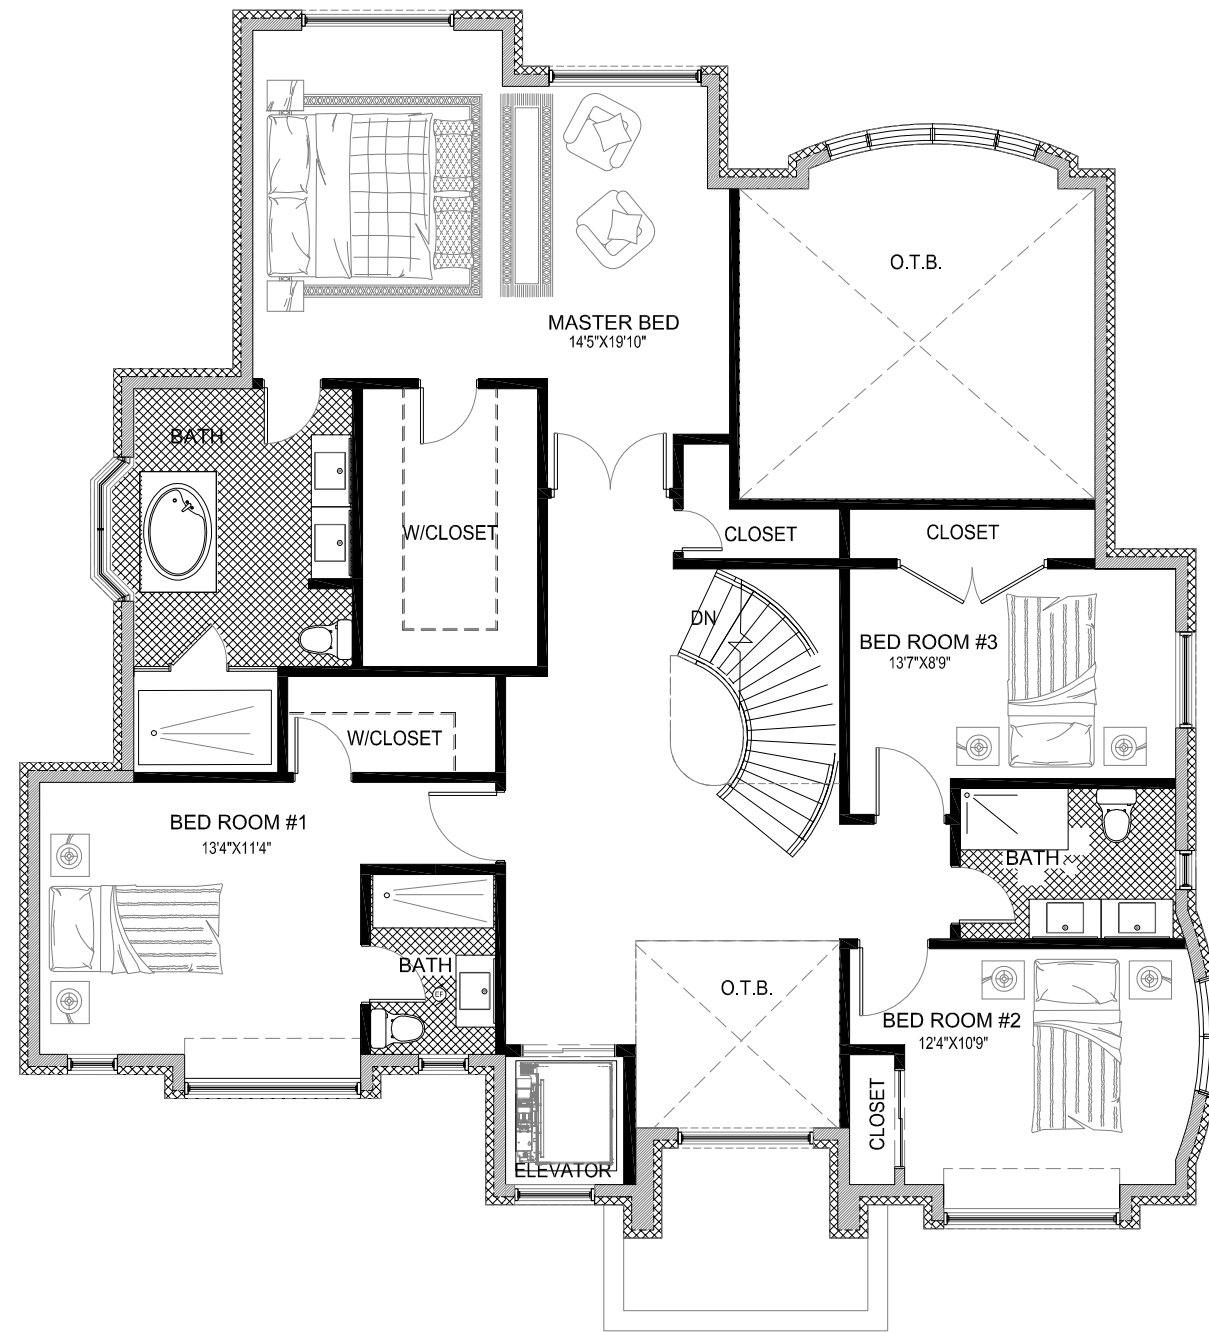 O.T.B.
MASTER BED
14'5"X19'10"
BATH
W/CLOSET
CLOSET
CLOSET
DN
BED ROOM #3
13'7"X8'9"
W/CLOSET
BED ROOM #1
13'4"X11'4"
BATH
BATH
EF
O.T.B.
BED ROOM #2
12'4"X10'9"
CLOSET
ELEVATOR